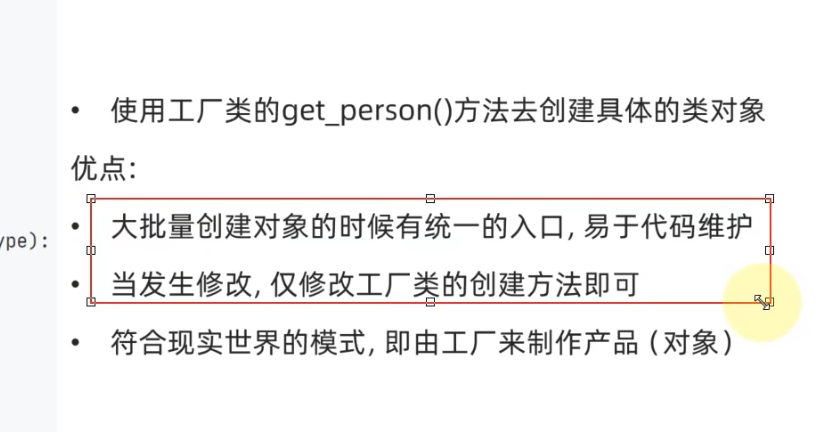 • 使用工厂类的get_person()方法去创建具体的类对象
优点:
• 大批量创建对象的时候有统一的入口, 易于代码维护
ype):
• 当发生修改, 仅修改工厂类的创建方法即可
• 符合现实世界的模式, 即由工厂来制作产品 (对象)